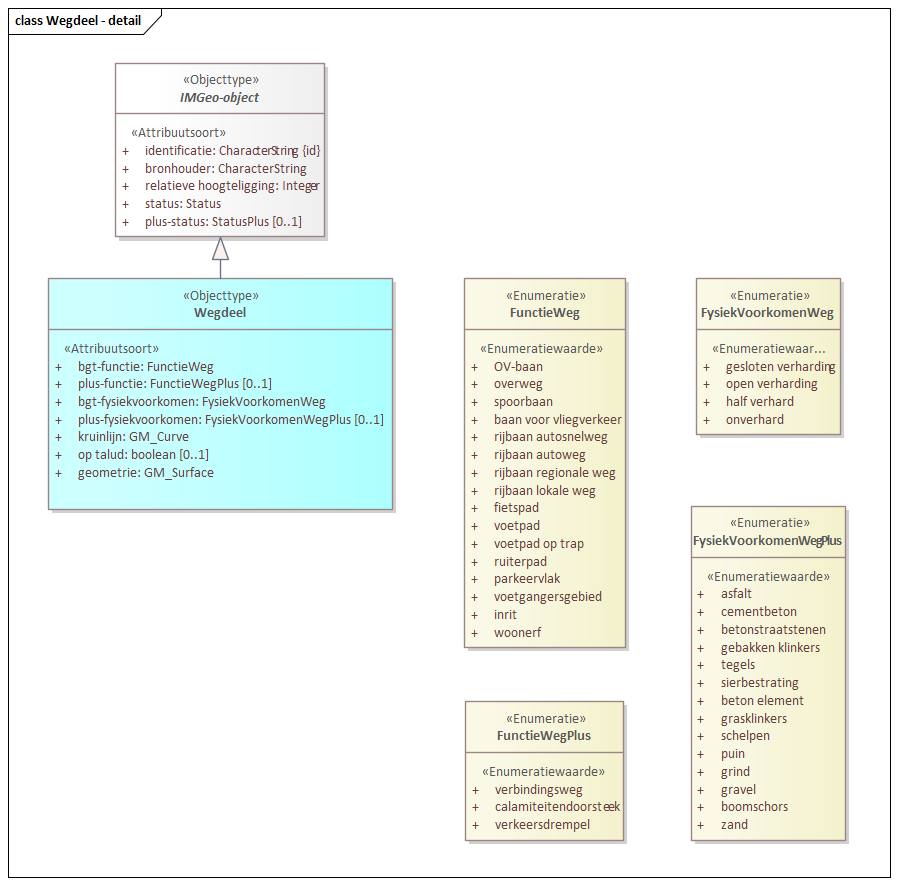 class Wegdeel - detail
«Objecttype»
IMGeo-object
«Attribuutsoort»
+ identificatie: CharacterString {id}
+ bronhouder: CharacterString
+ relatieve hoogteligging: Integer
+ status: Status
+ plus-status: StatusPlus [0..1]
«Objecttype»
Wegdeel
«Attribuutsoort»
+ bgt-functie: FunctieWeg
+ plus-functie: FunctieWegPlus [0..1]
+ bgt-fysiekvoorkomen: FysiekVoorkomenWeg
+ plus-fysiekvoorkomen: FysiekVoorkomenWegPlus [0..1]
+ kruinlijn: GM_Curve
+ op talud: boolean [0..1]
+ geometrie: GM_Surface
«Enumeratie»
FunctieWeg
«Enumeratiewaarde»
+ OV-baan
+ overweg
+ spoorbaan
+ baan voor vliegverkeer
+ rijbaan autosnelweg
+ rijbaan autoweg
+ rijbaan regionale weg
+ rijbaan lokale weg
+ fietspad
+ voetpad
+ voetpad op trap
+ ruiterpad
+ parkeervlak
+ voetgangersgebied
+ inrit
+ woonerf
«Enumeratie»
FysiekVoorkomenWeg
«Enumeratiewaar...
+ gesloten verharding
+ open verharding
+ half verhard
+ onverhard
«Enumeratie»
FysiekVoorkomenWegPlus
«Enumeratiewaarde»
+ asfalt
+ cementbeton
+ betonstraatstenen
+ gebakken klinkers
+ tegels
+ sierbestrating
+ beton element
+ grasklinkers
+ schelpen
+ puin
+ grind
+ gravel
+ boomschors
+ zand
«Enumeratie»
FunctieWegPlus
«Enumeratiewaarde»
+ verbindingsweg
+ calamiteitendoorsteek
+ verkeersdrempel